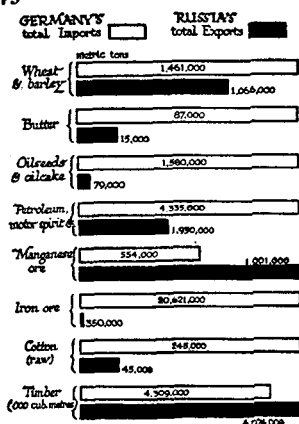 GERMANY'S RUSSIA'S
total Imports total Exports
metric tons
Wheat & barley 1,461,000
1,066,000
Butter 87,000
15,000
Oilseeds & oilcake 1,580,000
79,000
Petroleum, motor spirit & 4,335,000
1,930,000
Manganese ore 554,000
1,001,000
Iron ore 20,621,000
350,000
Cotton (raw) 248,000
45,000
Timber (000 cub. metres) 4,309,000